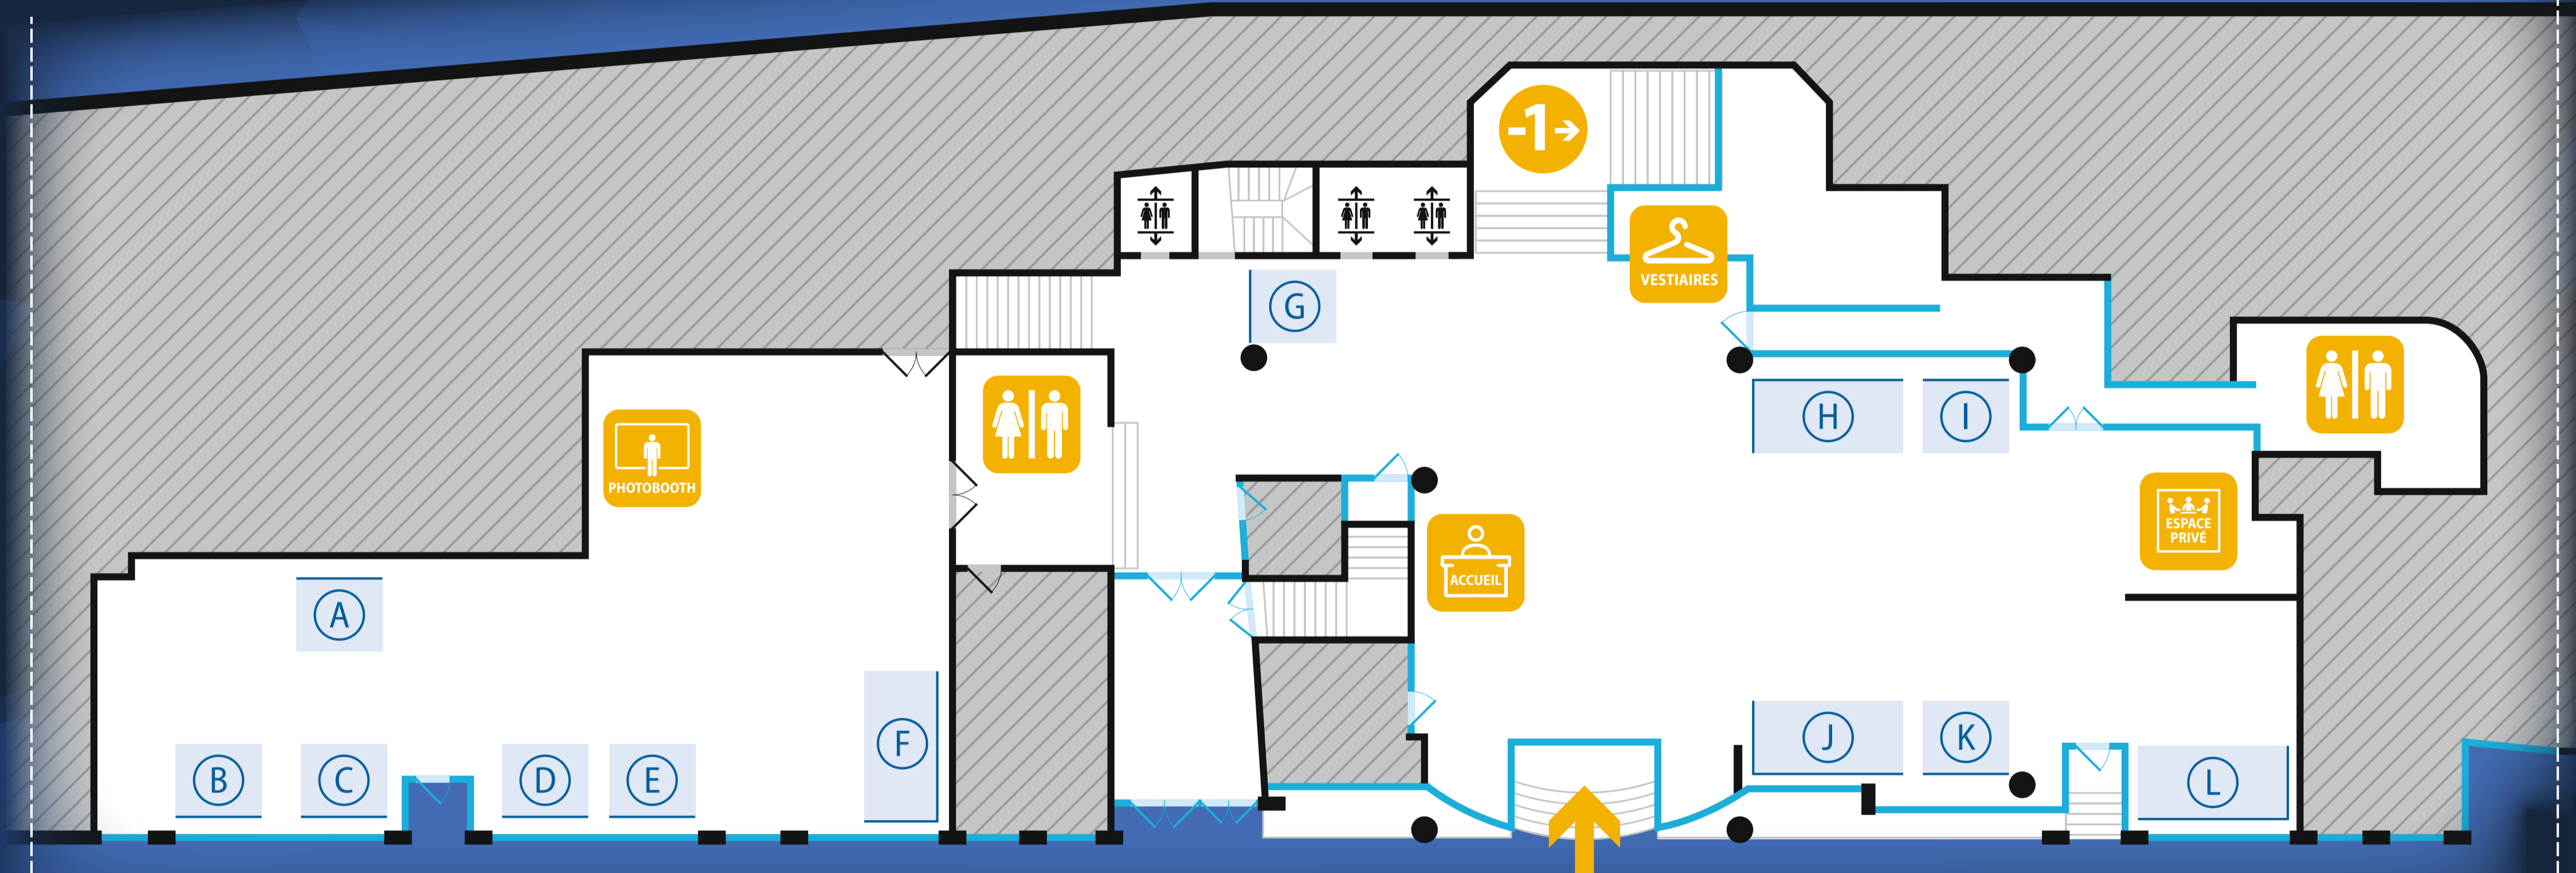 -1
VESTIAIRES
G
PHOTOBOOTH
H
I
ESPACE
PRIVÉ
ACCUEIL
A
F
J
K
B
C
D
E
L